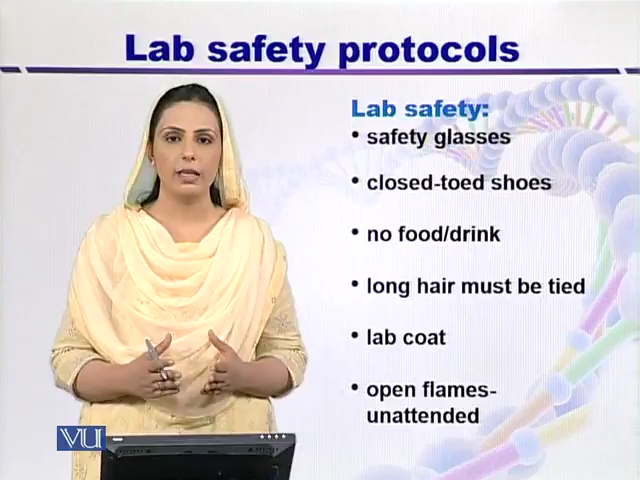 Lab safety protocols
Lab safety:
• safety glasses
• closed-toed shoes
• no food/drink
• long hair must be tied
• lab coat
• open flames-
unattended
VU